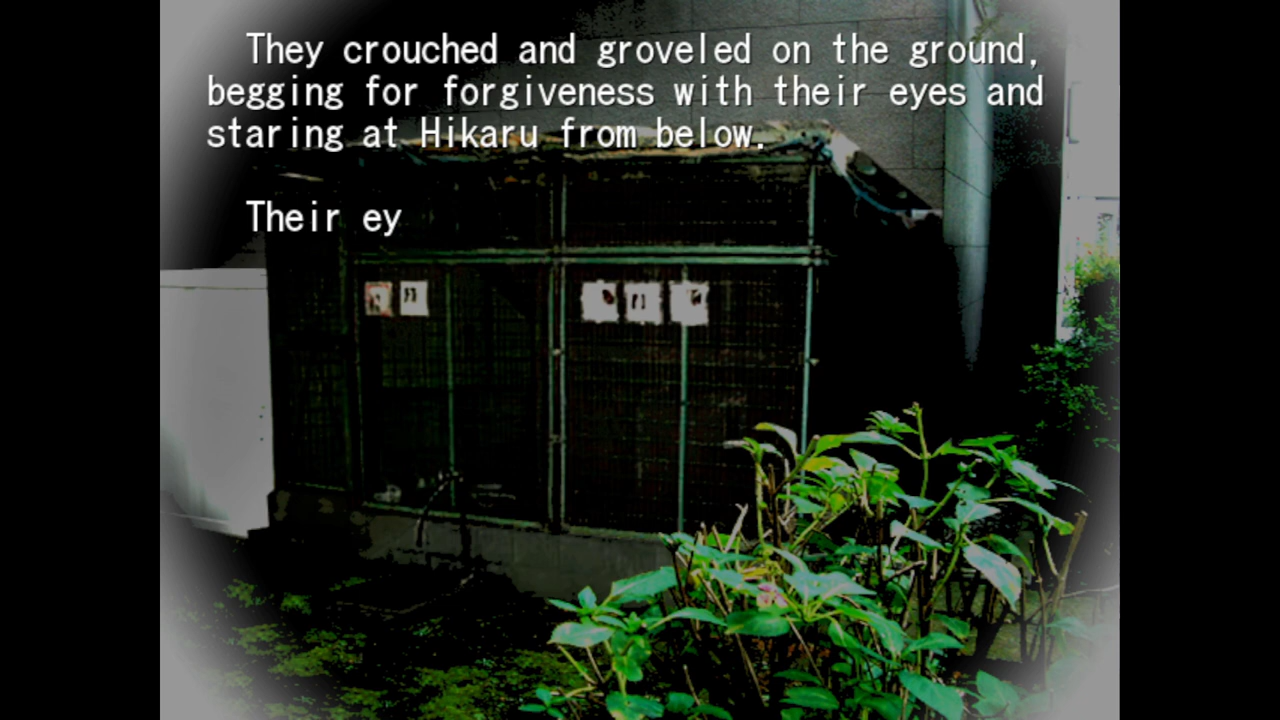 They crouched and groveled on the ground,
begging for forgiveness with their eyes and
staring at Hikaru from below.
Their ey